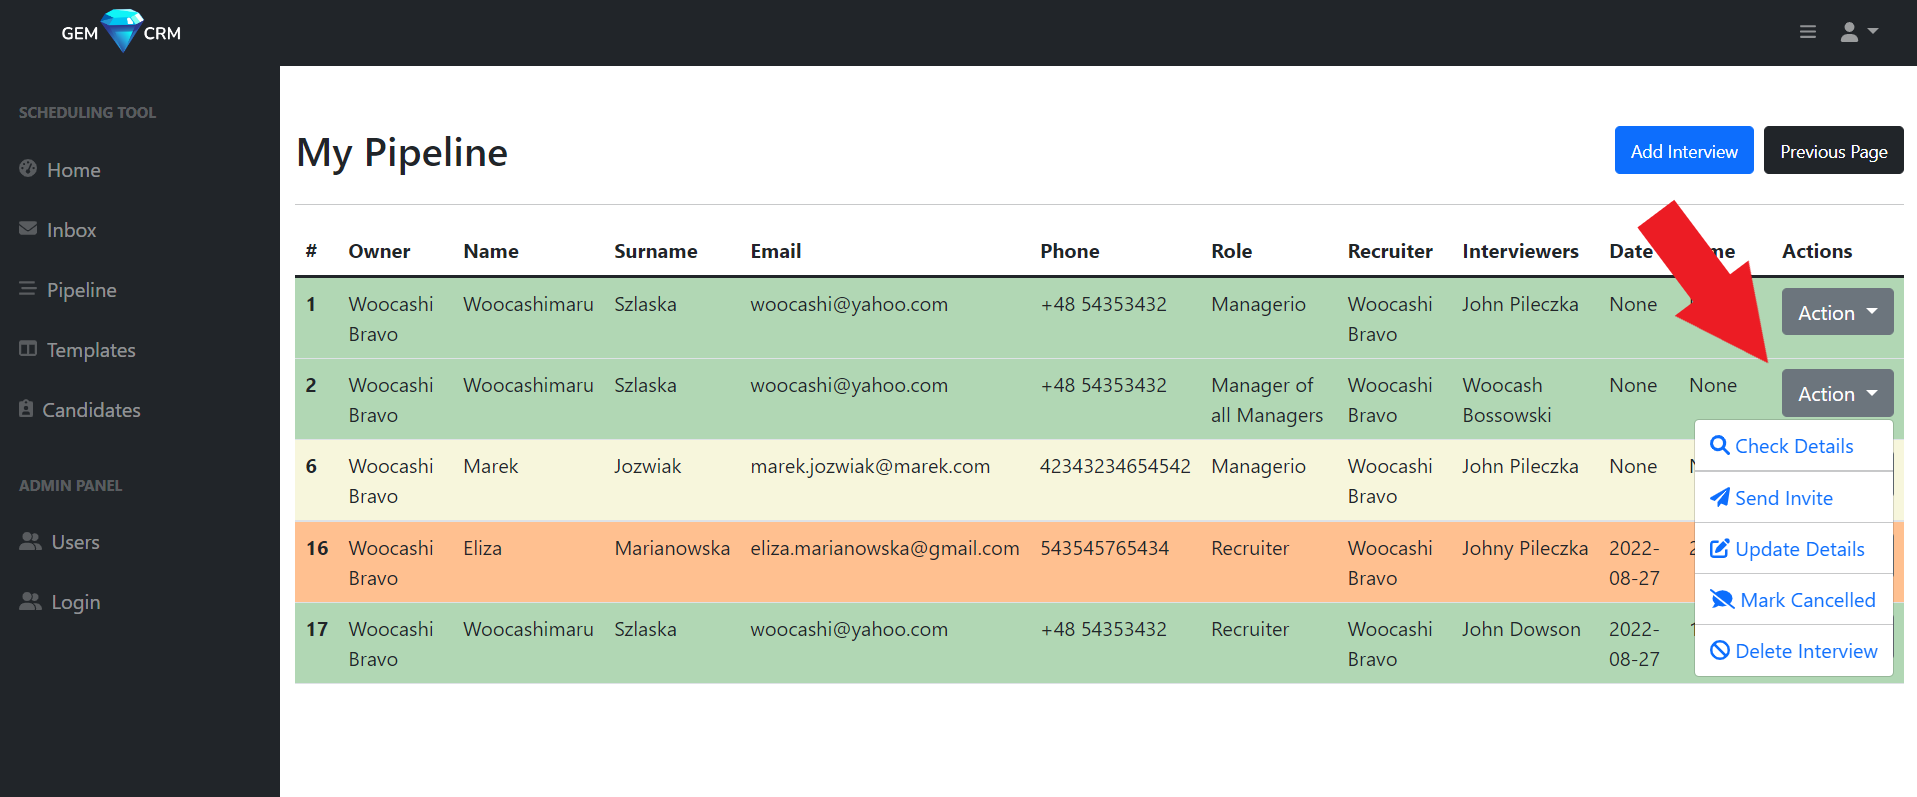 GEM CRM
SCHEDULING TOOL
Home
Inbox
Pipeline
Templates
Candidates
ADMIN PANEL
Users
Login
My Pipeline
Add Interview
Previous Page
# Owner Name Surname Email Phone Role Recruiter Interviewers Date Actions
1 Woocashi Woocashimaru Szlaska woocashi@yahoo.com +48 54353432 Managerio Woocashi John Pileczka None Action
Bravo Bravo
2 Woocashi Woocashimaru Szlaska woocashi@yahoo.com +48 54353432 Manager of Woocashi Woocash None None Action
Bravo all Managers Bravo Bossowski
6 Woocashi Marek Jozwiak marek.jozwiak@marek.com 42343234654542 Managerio Woocashi John Pileczka None
Bravo Bravo
16 Woocashi Eliza Marianowska eliza.marianowska@gmail.com 543545765434 Recruiter Woocashi Johny Pileczka 2022-
Bravo Bravo 08-27
17 Woocashi Woocashimaru Szlaska woocashi@yahoo.com +48 54353432 Recruiter Woocashi John Dowson 2022-
Bravo Bravo 08-27
Check Details
Send Invite
Update Details
Mark Cancelled
Delete Interview